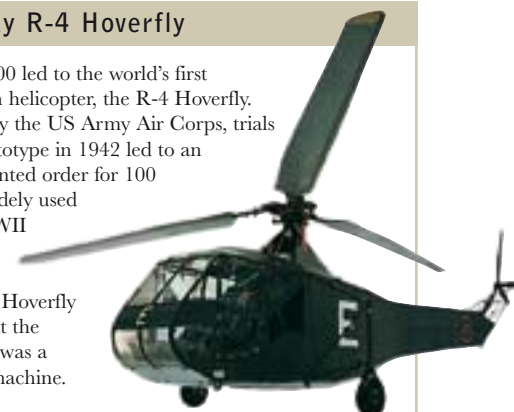 y R-4 Hoverfly
00 led to the world's first
helicopter, the R-4 Hoverfly.
y the US Army Air Corps, trials
totype in 1942 led to an
nted order for 100
dely used
WII
Hoverfly
t the
was a
machine.
E